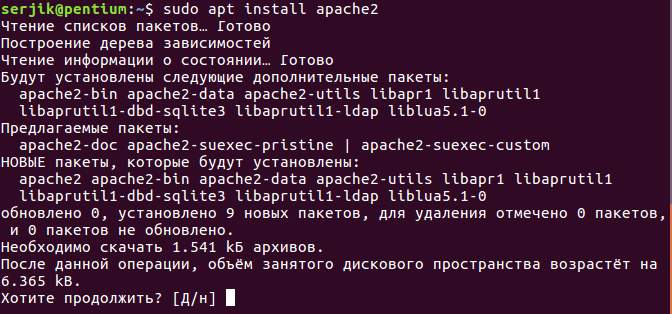 serjik@pentium:~$ sudo apt install apache2
Чтение списков пакетов… Готово
Построение дерева зависимостей
Чтение информации о состоянии… Готово
Будут установлены следующие дополнительные пакеты:
apache2-bin apache2-data apache2-utils libapr1 libaprutil1
libaprutil1-dbd-sqlite3 libaprutil1-ldap liblua5.1-0
Предлагаемые пакеты:
apache2-doc apache2-suexec-pristine | apache2-suexec-custom
НОВЫЕ пакеты, которые будут установлены:
apache2 apache2-bin apache2-data apache2-utils libapr1 libaprutil1
libaprutil1-dbd-sqlite3 libaprutil1-ldap liblua5.1-0
обновлено 0, установлено 9 новых пакетов, для удаления отмечено 0 пакетов,
и 0 пакетов не обновлено.
Необходимо скачать 1.541 kБ архивов.
После данной операции, объём занятого дискового пространства возрастёт на
6.365 kB.
Хотите продолжить? [Д/н]